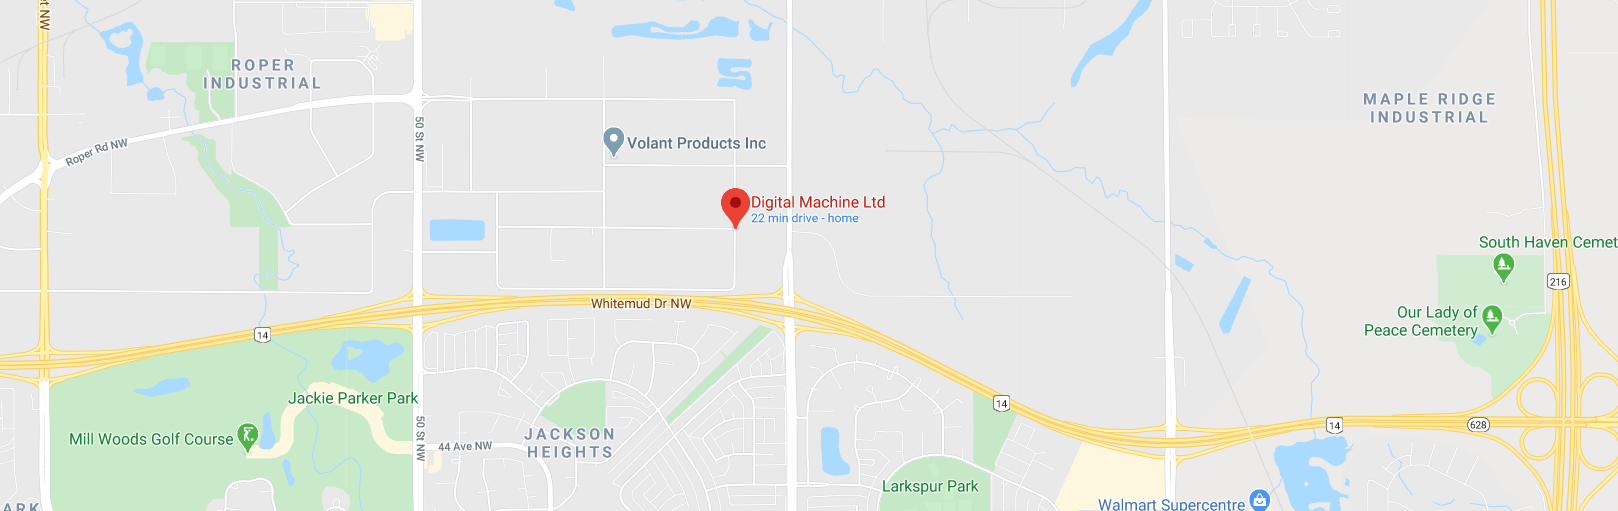 t NW
ROPER
INDUSTRIAL
MAPLE RIDGE
INDUSTRIAL
50 St NW
Roper Rd NW
Volant Products Inc
Digital Machine Ltd
22 min drive - home
South Haven Cemet
216
Whitemud Dr NW
14
Our Lady of
Peace Cemetery
Jackie Parker Park
14
14
628
Mill Woods Golf Course
50 St NW
44 Ave NW
JACKSON
HEIGHTS
Larkspur Park
Walmart Supercentre
ARK